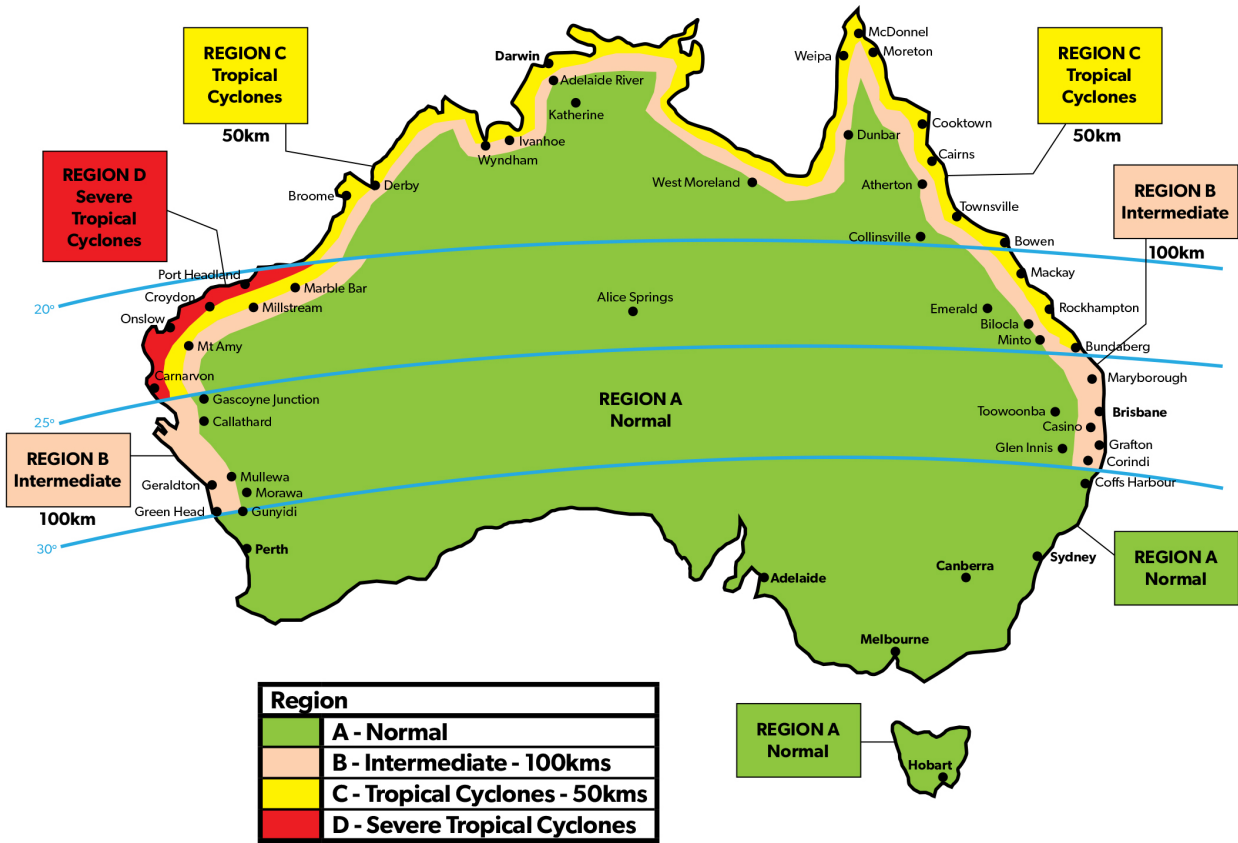 REGION C
Tropical
Cyclones
50km
REGION D
Severe
Tropical
Cyclones
REGION B
Intermediate
100km
REGION C
Tropical
Cyclones
50km
REGION B
Intermediate
100km
REGION A
Normal
REGION A
Normal
REGION A
Normal
20°
25°
30°
Darwin
Adelaide River
Katherine
Ivanhoe
Wyndham
Derby
Broome
Port Headland
Croydon
Onslow
Marble Bar
Millstream
Mt Amy
Carnarvon
Gascoyne Junction
Callathard
Mullewa
Geraldton
Morawa
Green Head
Gunyidi
Perth
Alice Springs
West Moreland
McDonnel
Weipa
Moreton
Dunbar
Cooktown
Cairns
Atherton
Townsville
Collinsville
Bowen
Mackay
Emerald
Rockhampton
Bilocla
Minto
Bundaberg
Maryborough
Toowoonba
Brisbane
Casino
Glen Innis
Grafton
Corindi
Coffs Harbour
Sydney
Canberra
Adelaide
Melbourne
Hobart
Region
A - Normal
B - Intermediate - 100kms
C - Tropical Cyclones - 50kms
D - Severe Tropical Cyclones